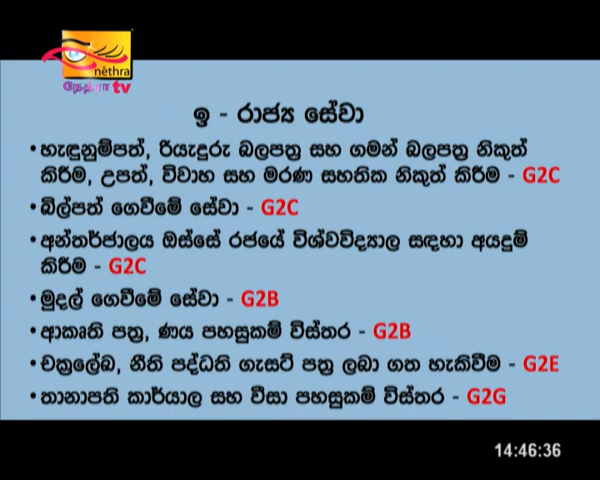 nethra
நேத்ரா tv
ඉ - රාජ්‍ය සේවා
• හැඳුනුම්පත්, රියැදුරු බලපත්‍ර සහ ගමන් බලපත්‍ර නිකුත්
කිරීම, උපත්, විවාහ සහ මරණ සහතික නිකුත් කිරීම - G2C
• බිල්පත් ගෙවීමේ සේවා - G2C
• අන්තර්ජාලය ඔස්සේ රජයේ විශ්වවිද්‍යාල සඳහා අයදුම්
කිරීම - G2C
• මුදල් ගෙවීමේ සේවා - G2B
• ආකෘති පත්‍ර, ණය පහසුකම් විස්තර - G2B
• චක්‍රලේඛ, නීති පද්ධති ගැසට් පත්‍ර ලබා ගත හැකිවීම - G2E
• තානාපති කාර්යාල සහ වීසා පහසුකම් විස්තර - G2G
14:46:36